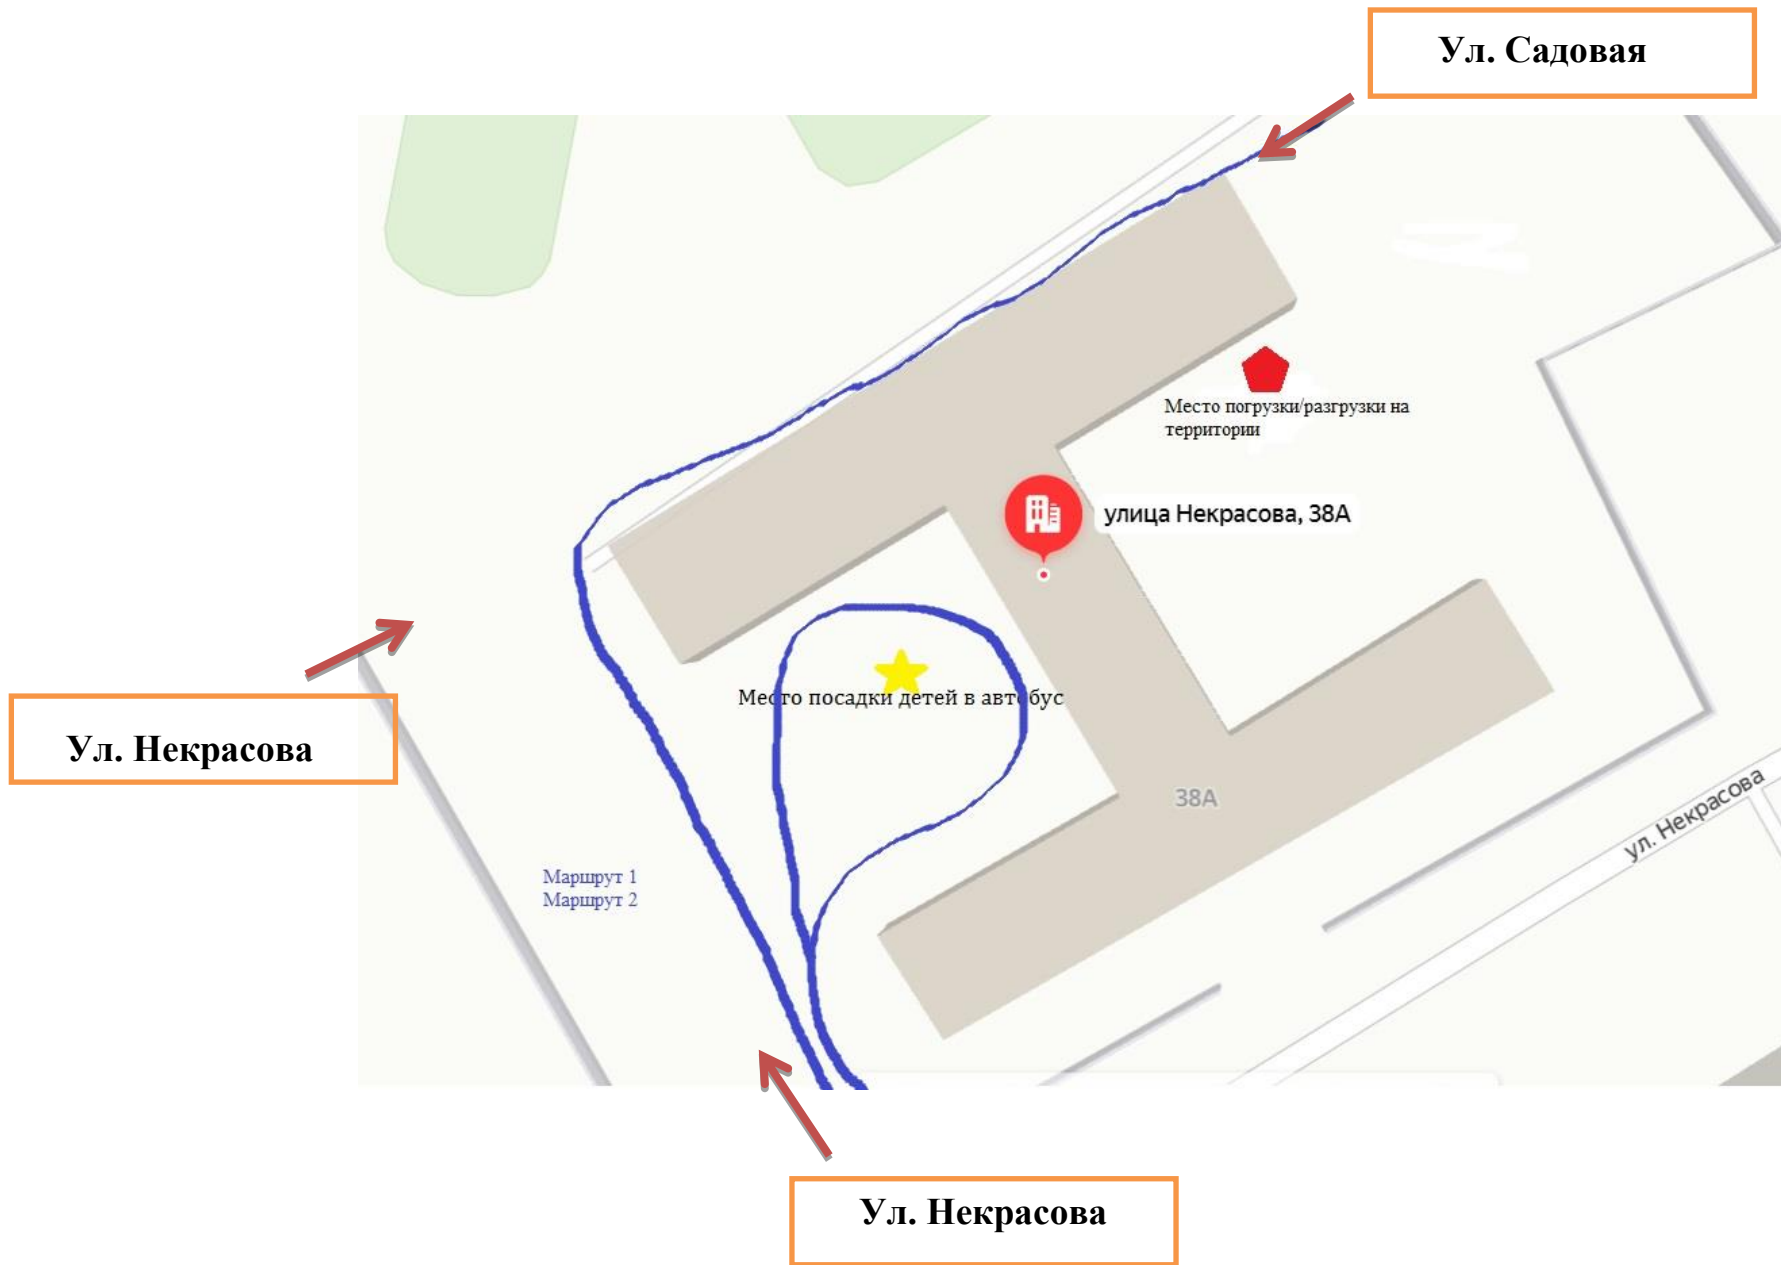 Ул. Садовая
Место погрузки/разгрузки на
территории
улица Некрасова, 38А
Место посадки детей в автобус
Ул. Некрасова
38А
ул. Некрасова
Маршрут 1
Маршрут 2
Ул. Некрасова